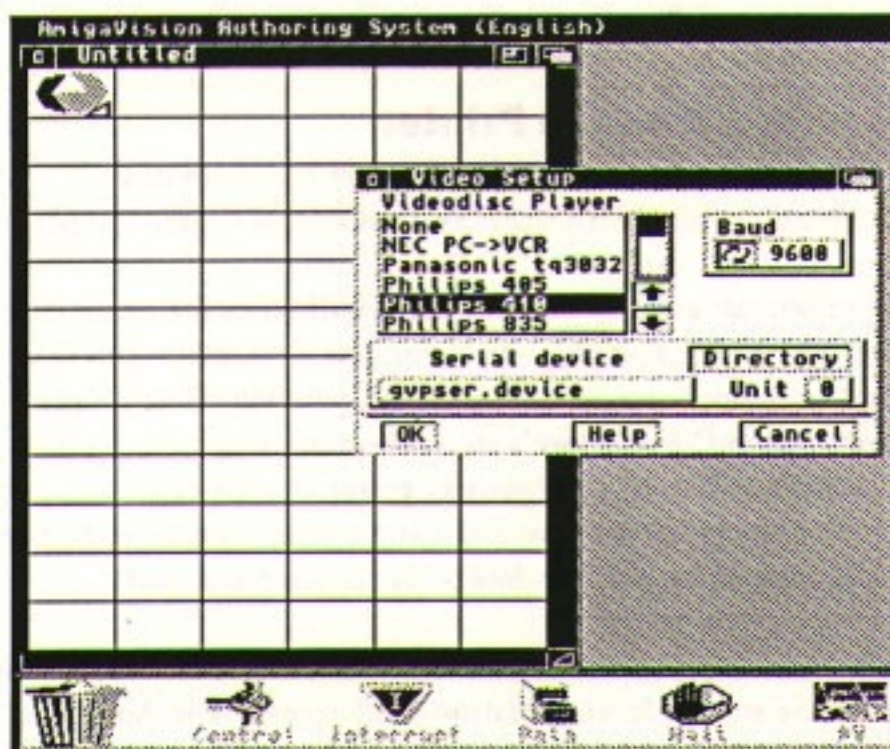 AmigaVision Authoring System (English)
Untitled
Video Setup
Videodisc Player
None
NEC PC->VCR
Panasonic tq3032
Philips 405
Philips 410
Philips 835
Baud
9600
Serial device
Directory
gvpser.device
Unit 0
OK
Help
Cancel
Control
Interrupt
Data
Wait
AV